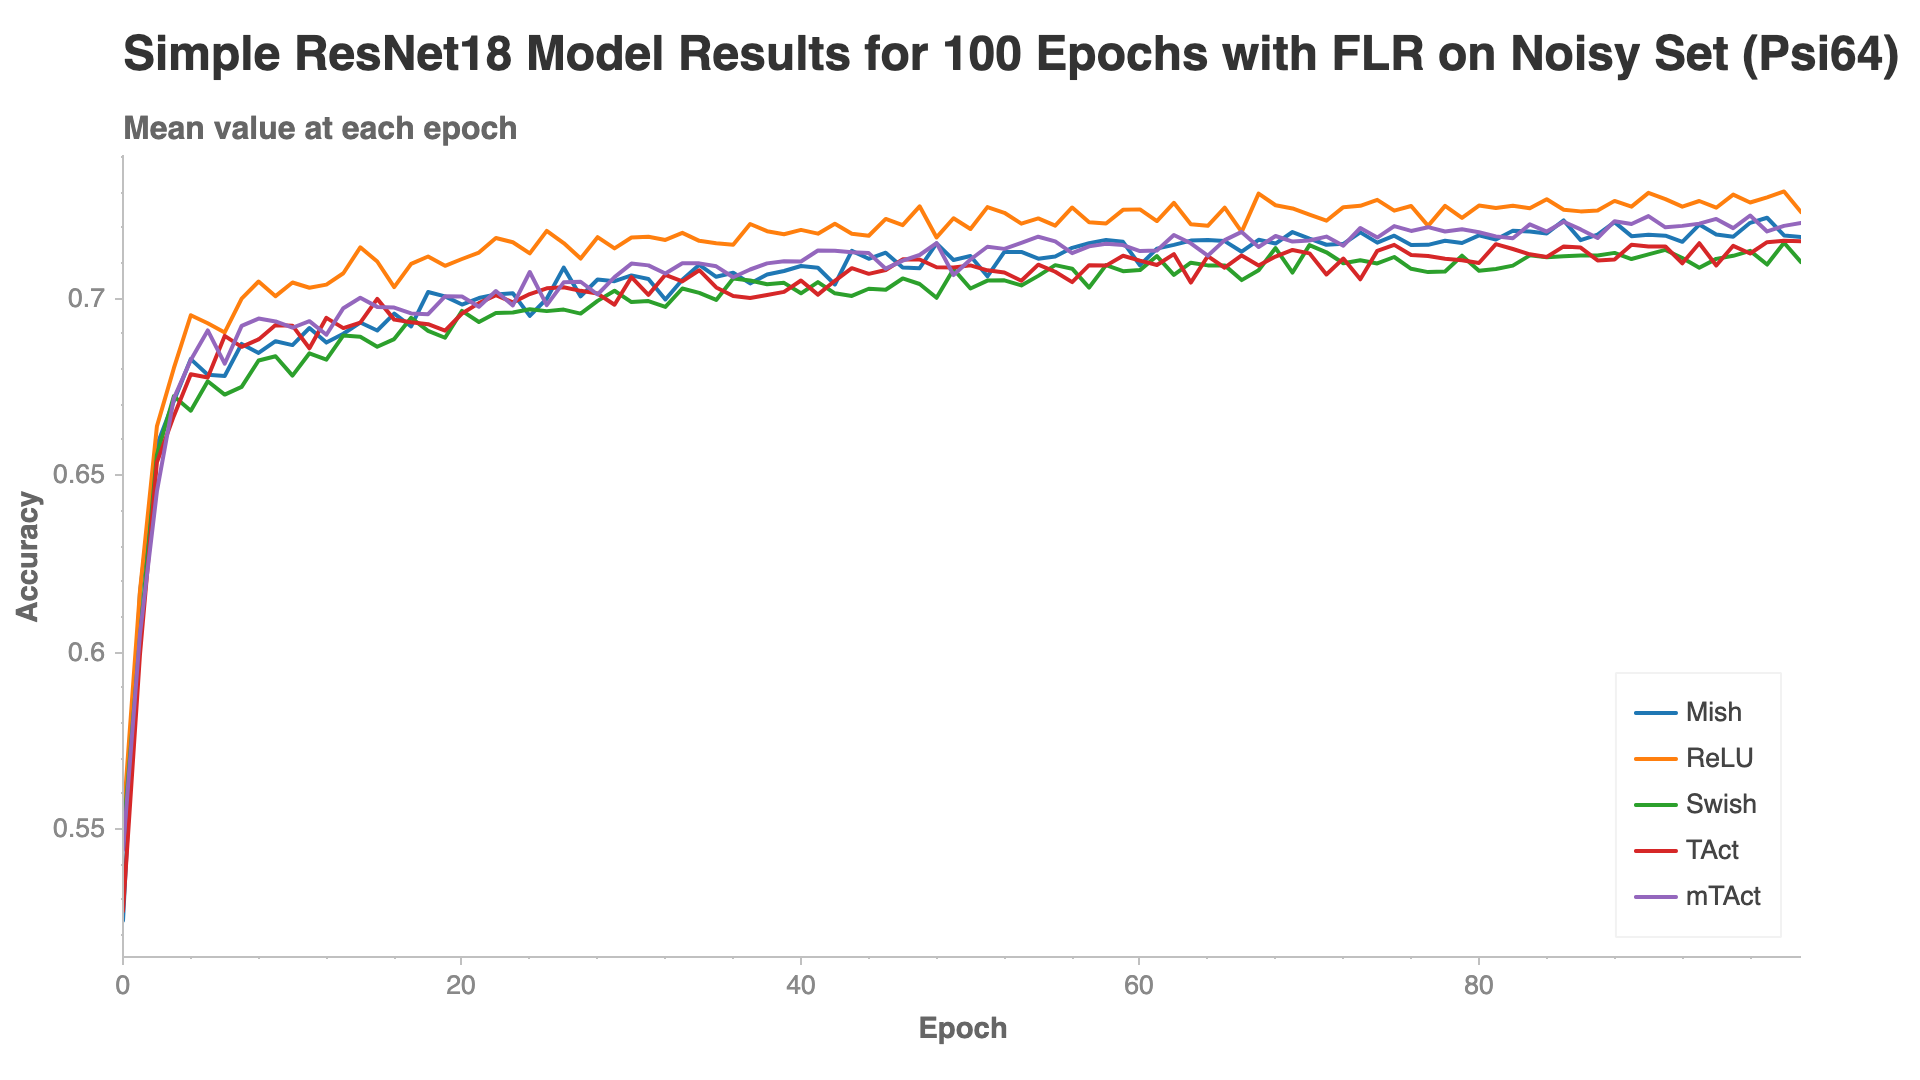 Simple ResNet18 Model Results for 100 Epochs with FLR on Noisy Set (Psi64)
Mean value at each epoch
Accuracy
0.7
0.65
0.6
0.55
0
20
40
60
80
Epoch
Mish
ReLU
Swish
TAct
mTAct